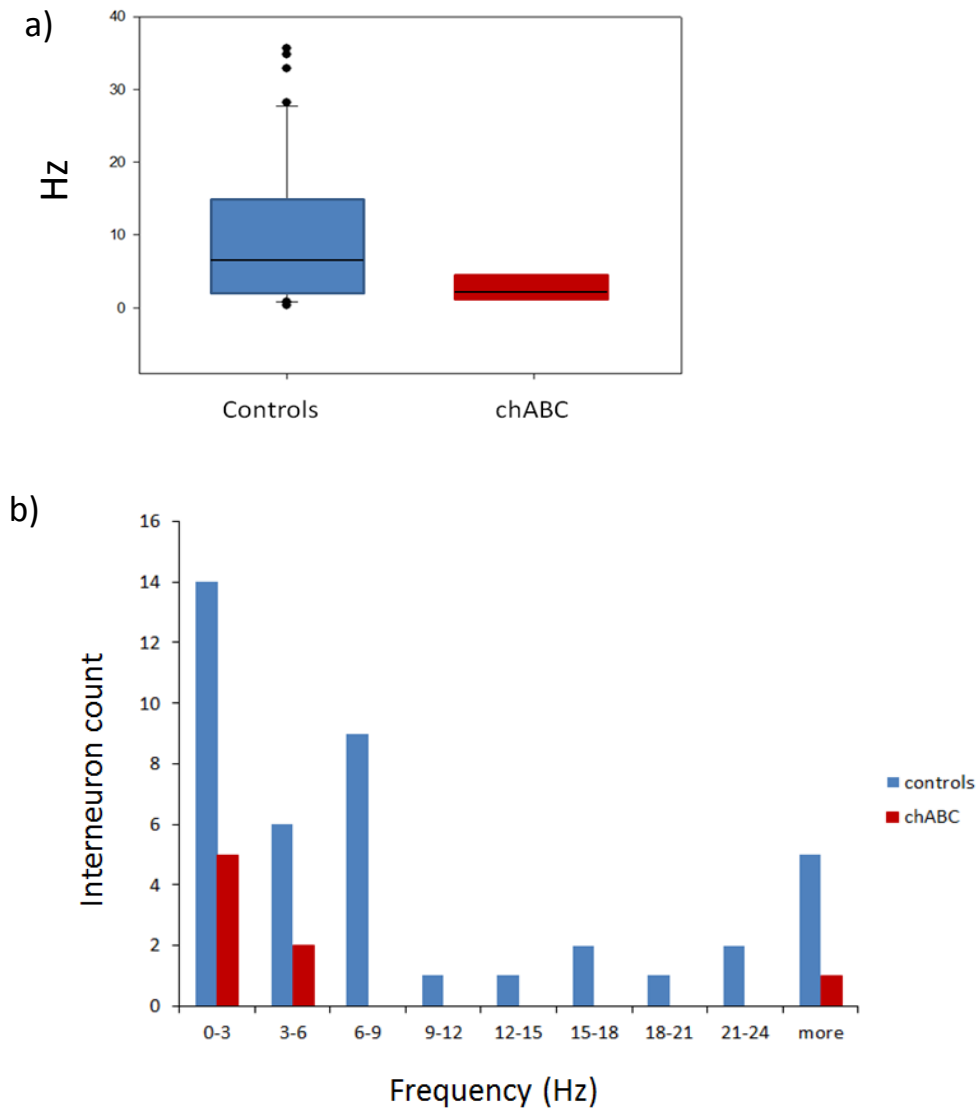 a)
40
30
20
10
0
Hz
Controls chABC
b)
16
14
12
10
8
6
4
2
0
Interneuron count
controls
chABC
0-3 3-6 6-9 9-12 12-15 15-18 18-21 21-24 more
Frequency (Hz)